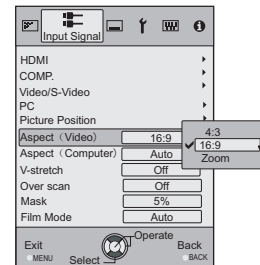 Input Signal
HDMI
COMP.
Video/S-Video
PC
Picture Position
Aspect（Video） 16:9
4:3
16:9
Zoom
Aspect（Computer） Auto
V-stretch Off
Over scan Off
Mask 5%
Film Mode Auto
Exit Operate Back
MENU Select BACK